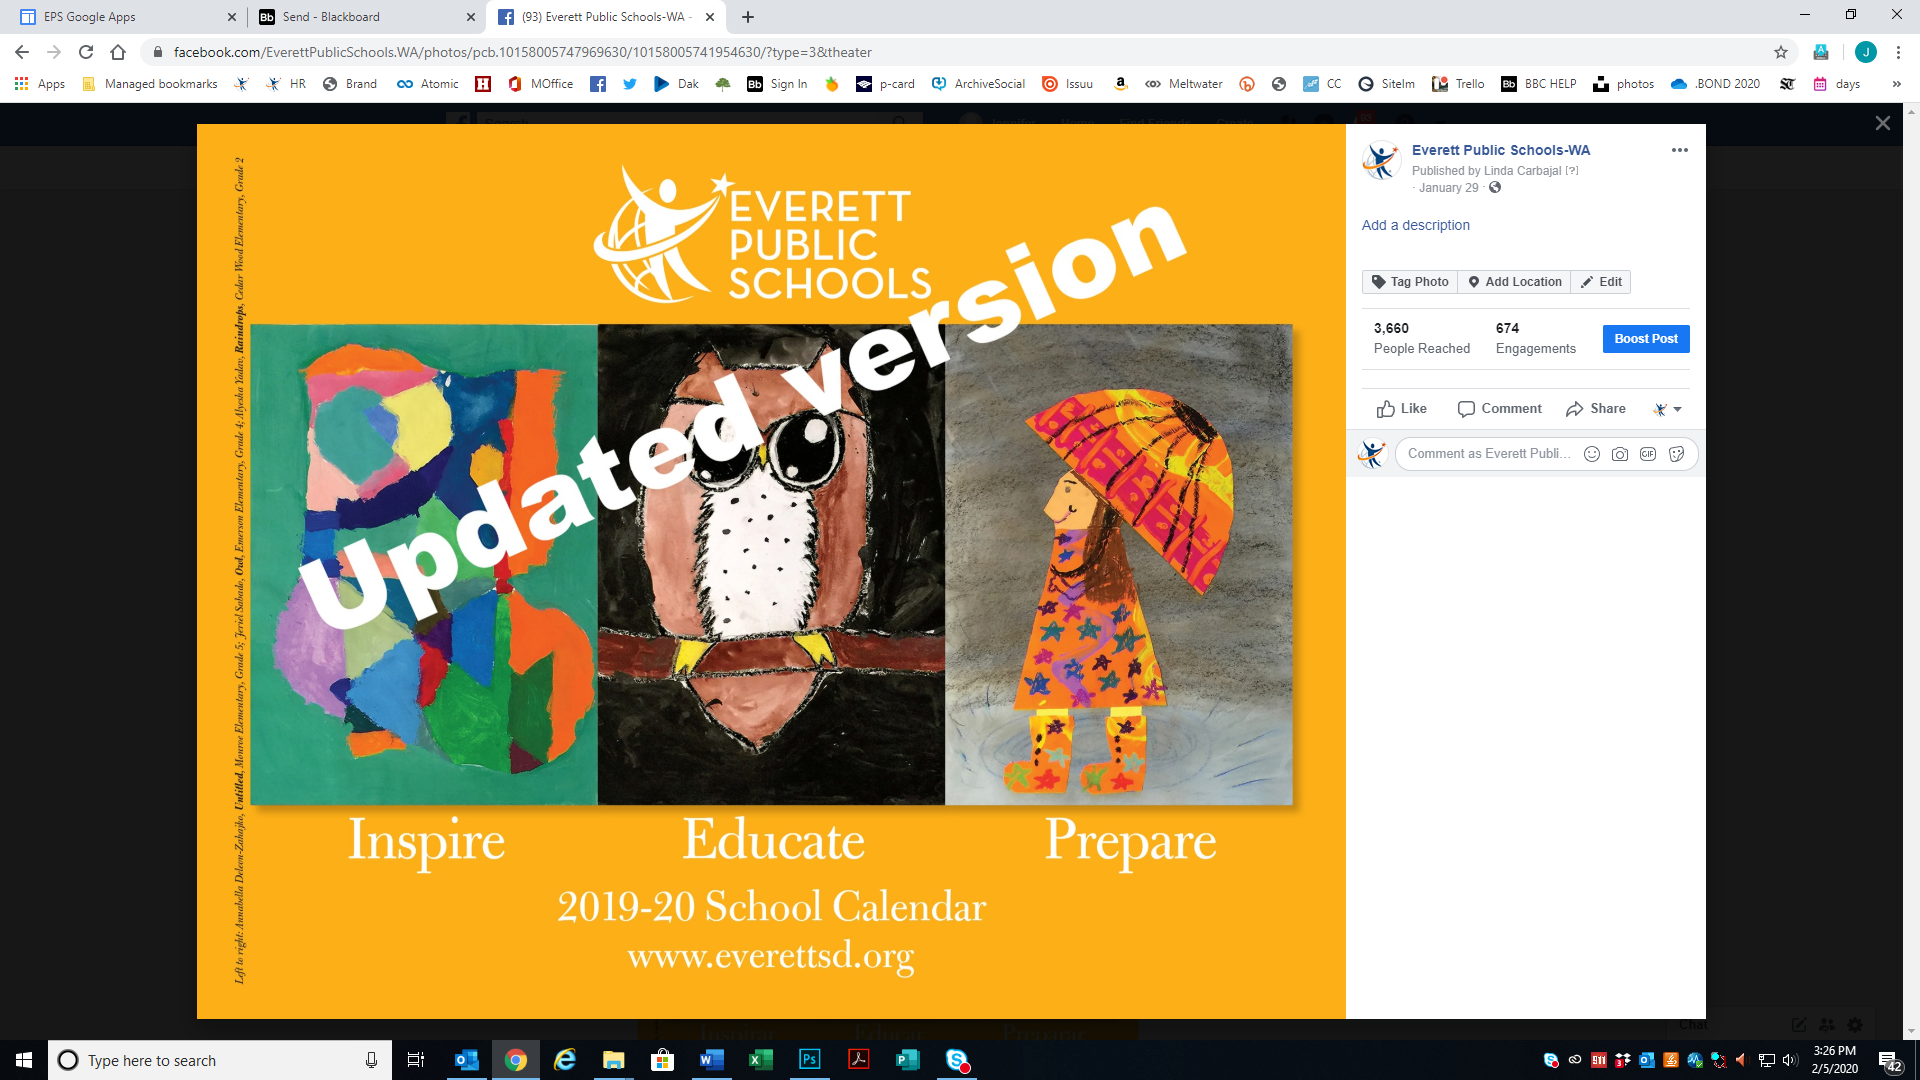 EPS Google Apps
Send - Blackboard
(93) Everett Public Schools-WA -
facebook.com/EverettPublicSchools.WA/photos/pcb.10158005747969630/10158005741954630/?type=3&theater
Apps
Managed bookmarks
HR
Brand
Atomic
MOffice
Dak
Sign In
p-card
ArchiveSocial
Issuu
Meltwater
CC
SiteIm
Trello
BBC HELP
photos
.BOND 2020
days
EVERETT
PUBLIC
SCHOOLS
Updated version
Left to right: Annabella Deleon-Zahajko, Untitled, Monroe Elementary, Grade 5; Jeriel Sabado, Owl, Emerson Elementary, Grade 4; Alyesha Yadav, Raindrops, Cedar Wood Elementary, Grade 2
Inspire
Educate
Prepare
2019-20 School Calendar
www.everettsd.org
Everett Public Schools-WA
Published by Linda Carbajal [?]
· January 29 ·
Add a description
Tag Photo
Add Location
Edit
3,660
People Reached
674
Engagements
Boost Post
Like
Comment
Share
Comment as Everett Publi...
GIF
Chat
Type here to search
3:26 PM
2/5/2020
42